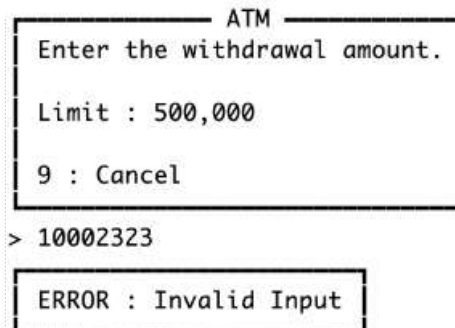 ATM
Enter the withdrawal amount.
Limit : 500,000
9 : Cancel
> 10002323
ERROR : Invalid Input